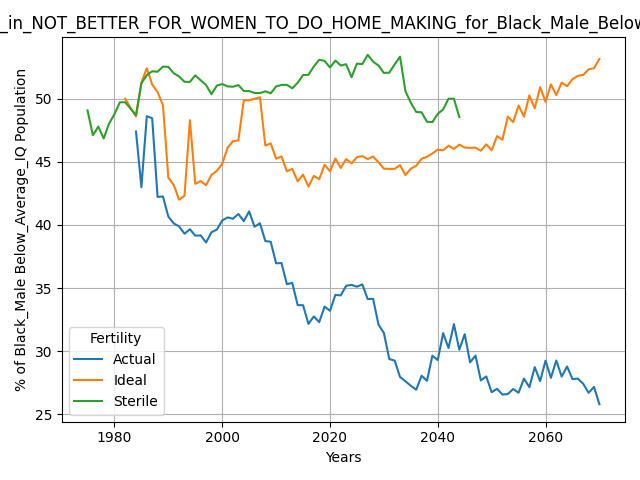 _in_NOT_BETTER_FOR_WOMEN_TO_DO_HOME_MAKING_for_Black_Male_Below
% of Black_Male Below_Average_IQ Population
50
45
40
35
30
25
Fertility
Actual
Ideal
Sterile
1980 2000 2020 2040 2060
Years